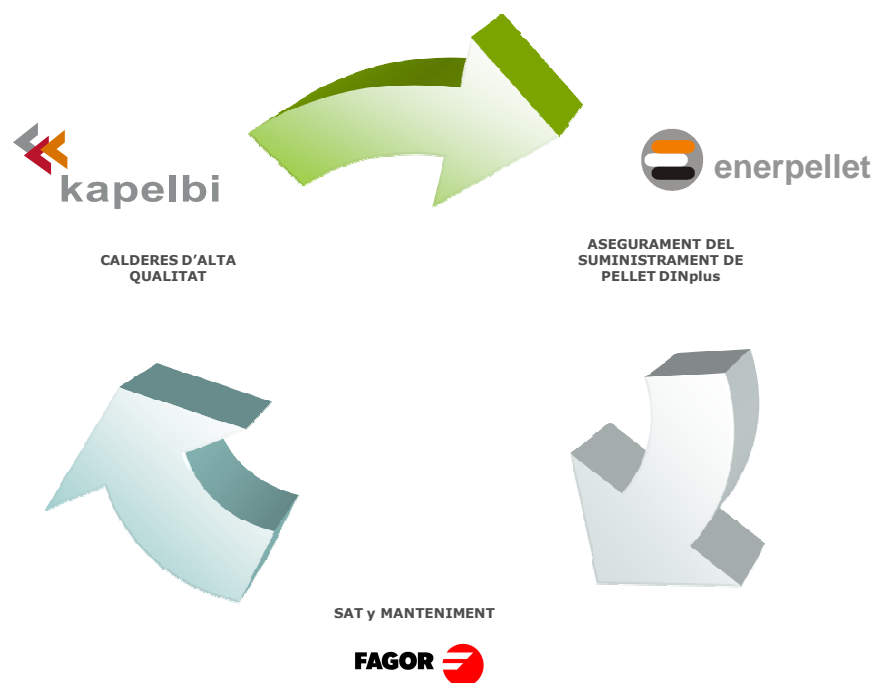 kapelbi
enerpellet
CALDERES D'ALTA
QUALITAT
ASEGURAMENT DEL
SUMINISTRAMENT DE
PELLET DINplus
SAT y MANTENIMENT
FAGOR